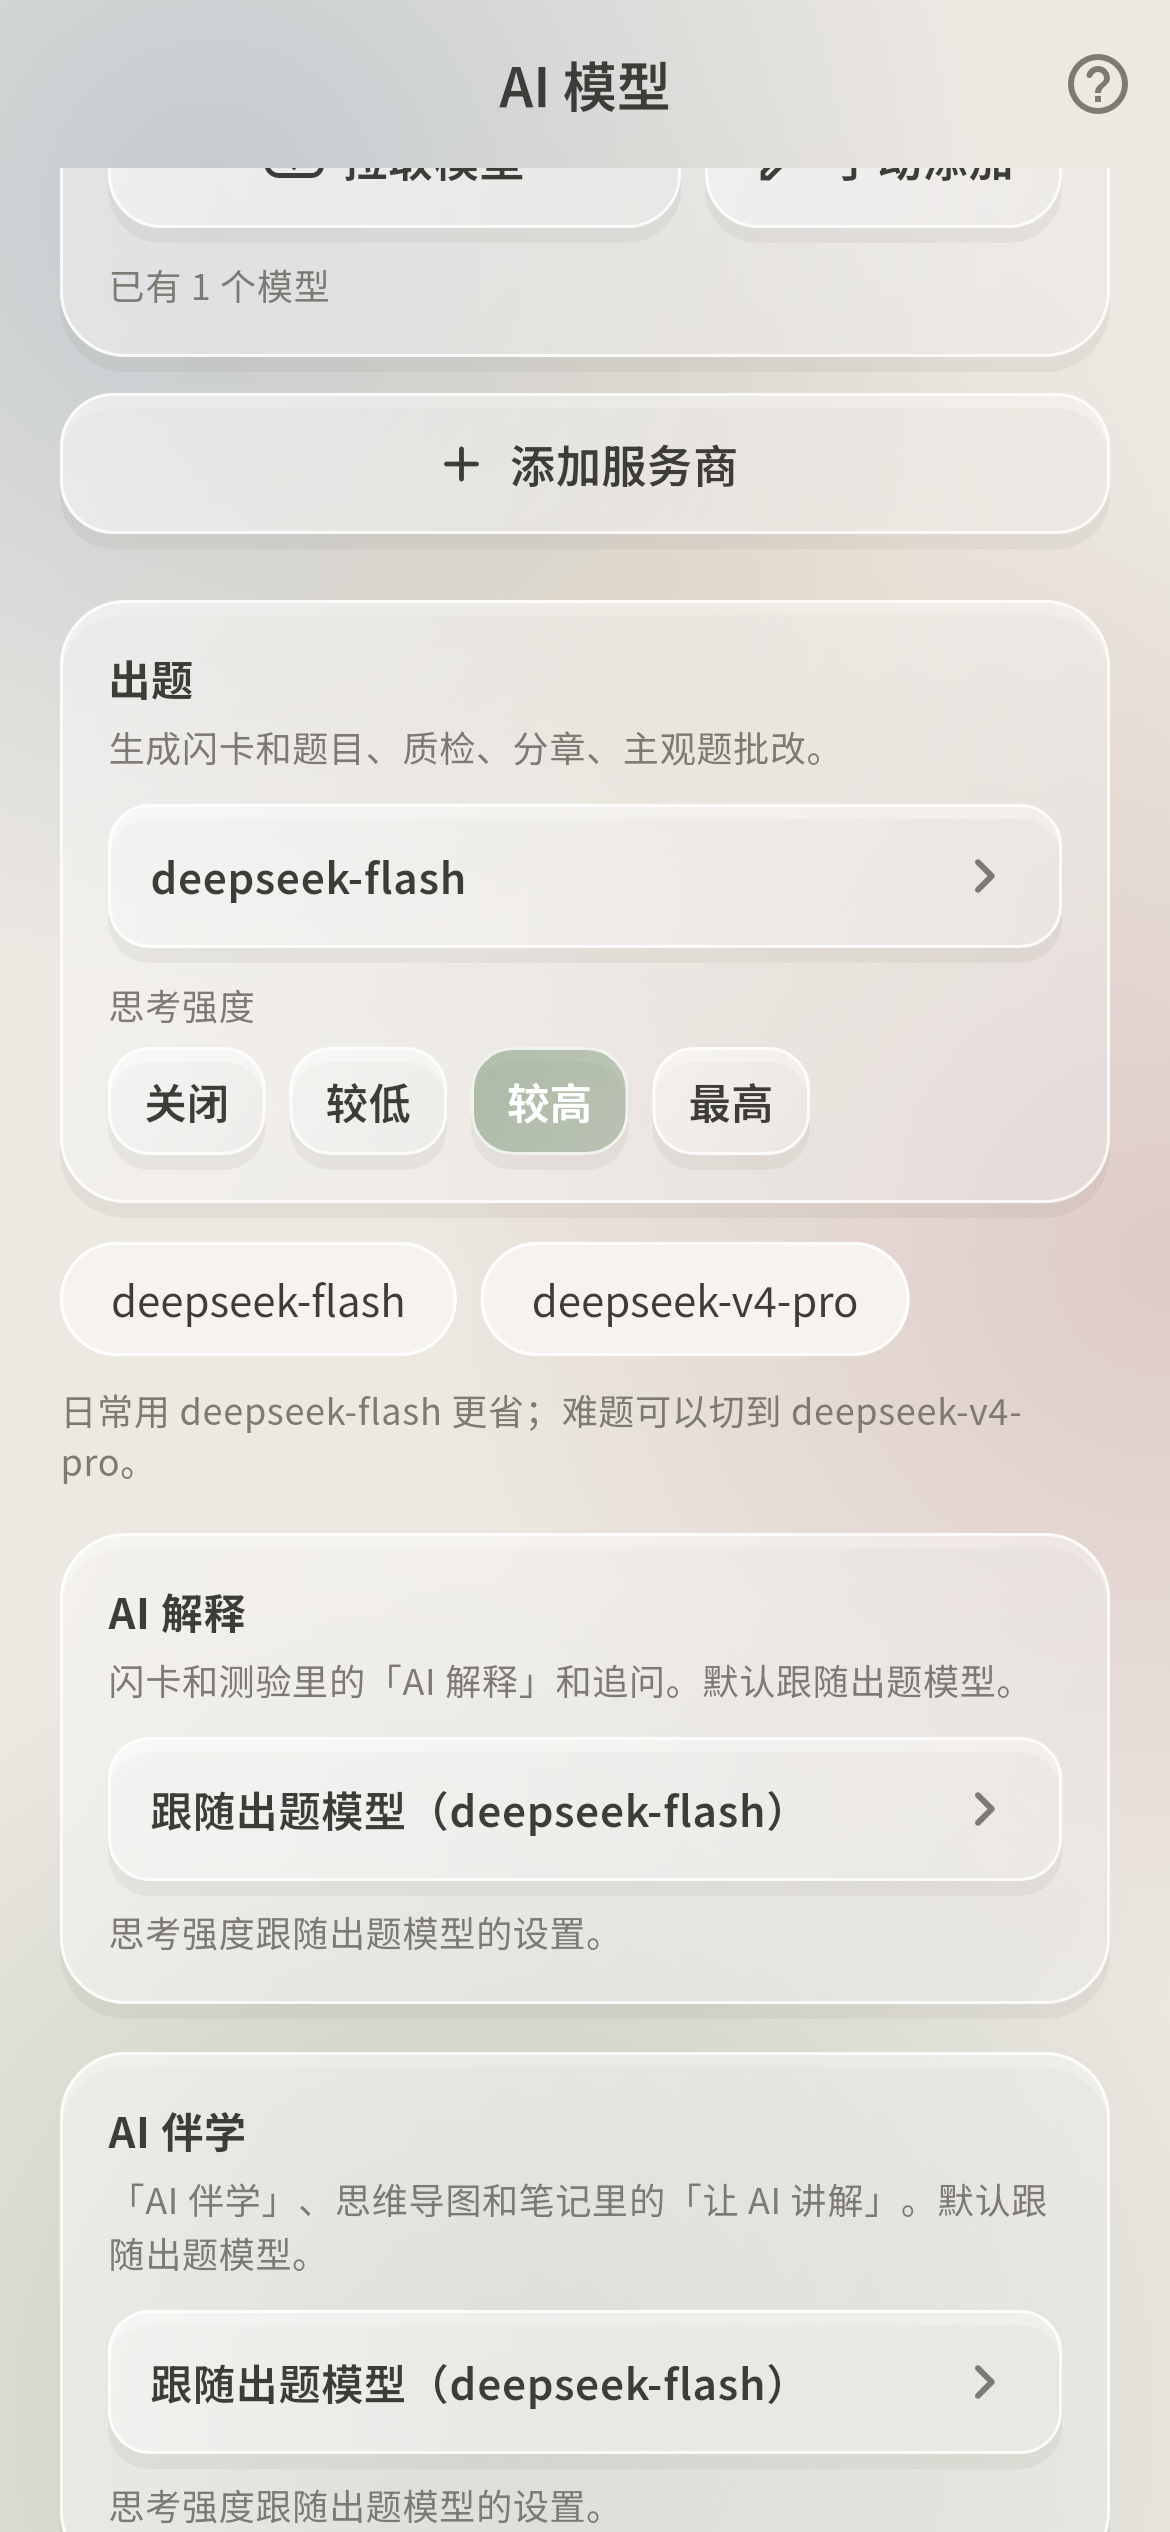 AI 模型
拉取模型 手动添加
已有 1 个模型
+ 添加服务商
出题
生成闪卡和题目、质检、分章、主观题批改。
deepseek-flash
思考强度
关闭 较低 较高 最高
deepseek-flash deepseek-v4-pro
日常用 deepseek-flash 更省；难题可以切到 deepseek-v4-
pro。
AI 解释
闪卡和测验里的「AI 解释」和追问。默认跟随出题模型。
跟随出题模型（deepseek-flash）
思考强度跟随出题模型的设置。
AI 伴学
「AI 伴学」、思维导图和笔记里的「让 AI 讲解」。默认跟
随出题模型。
跟随出题模型（deepseek-flash）
思考强度跟随出题模型的设置。